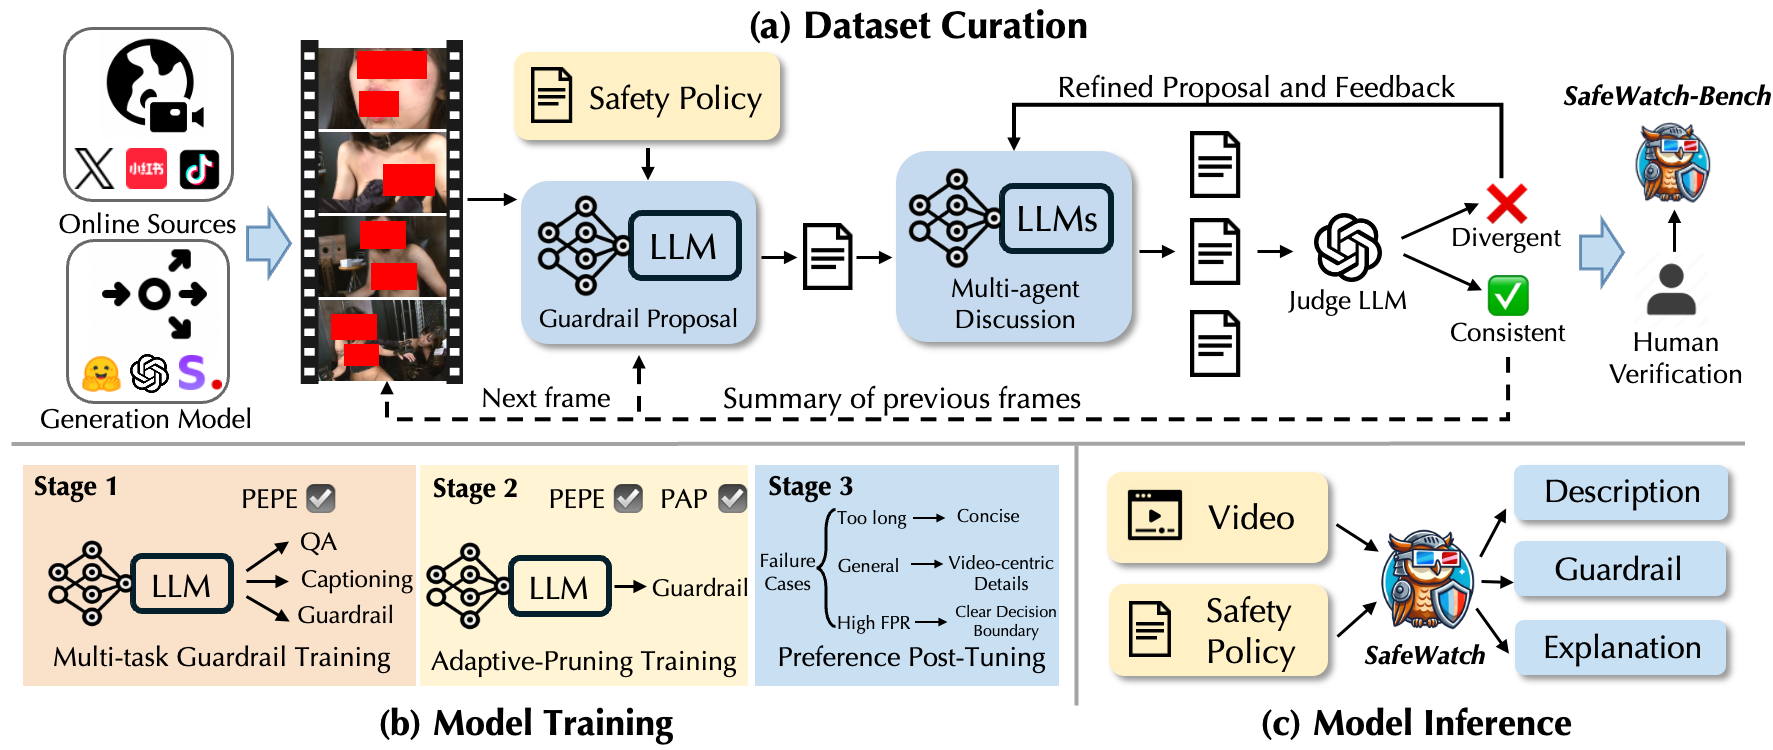 (a) Dataset Curation
小红书
Online Sources
Generation Model
Safety Policy
LLM
Guardrail Proposal
LLMs
Multi-agent
Discussion
Refined Proposal and Feedback
Judge LLM
Divergent
Consistent
SafeWatch-Bench
Human
Verification
Next frame
Summary of previous frames
Stage 1
PEPE
LLM
QA
Captioning
Guardrail
Multi-task Guardrail Training
Stage 2
PEPE
PAP
LLM
Guardrail
Adaptive-Pruning Training
Stage 3
Failure
Cases
Too long
Concise
General
Video-centric
Details
High FPR
Clear Decision
Boundary
Preference Post-Tuning
(b) Model Training
Video
Safety
Policy
SafeWatch
Description
Guardrail
Explanation
(c) Model Inference